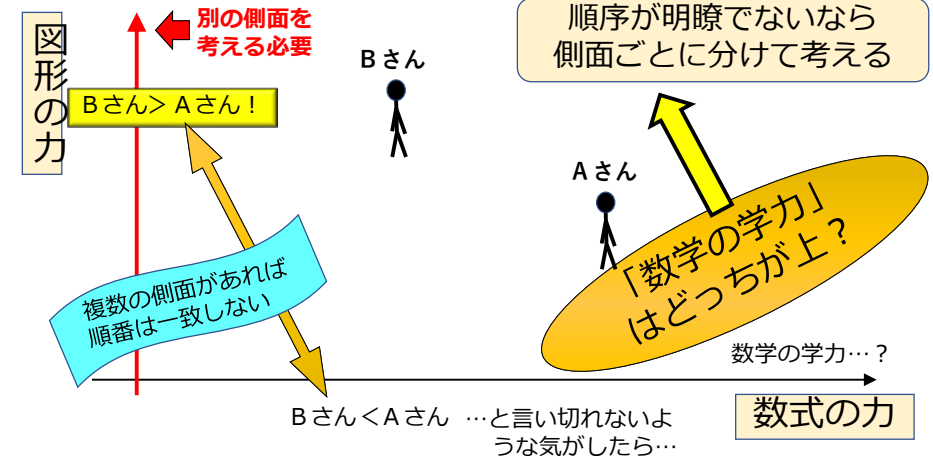 別の側面を
考える必要
図形の力
Bさん＞Aさん！
Bさん
Aさん
順序が明瞭でないなら
側面ごとに分けて考える
「数学の学力」
はどっちが上？
複数の側面があれば
順番は一致しない
数学の学力…？
数式の力
Bさん＜Aさん …と言い切れないよ
うな気がしたら…